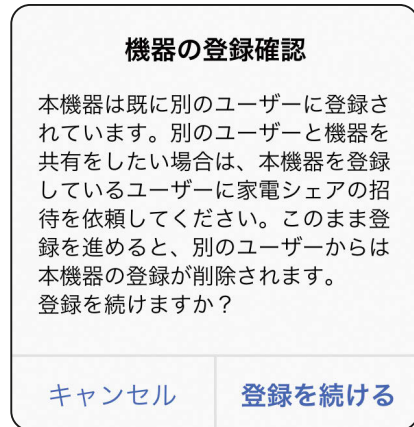 機器の登録確認
本機器は既に別のユーザーに登録さ
れています。別のユーザーと機器を
共有をしたい場合は、本機器を登録
しているユーザーに家電シェアの招
待を依頼してください。このまま登
録を進めると、別のユーザーからは
本機器の登録が削除されます。
登録を続けますか？
キャンセル
登録を続ける